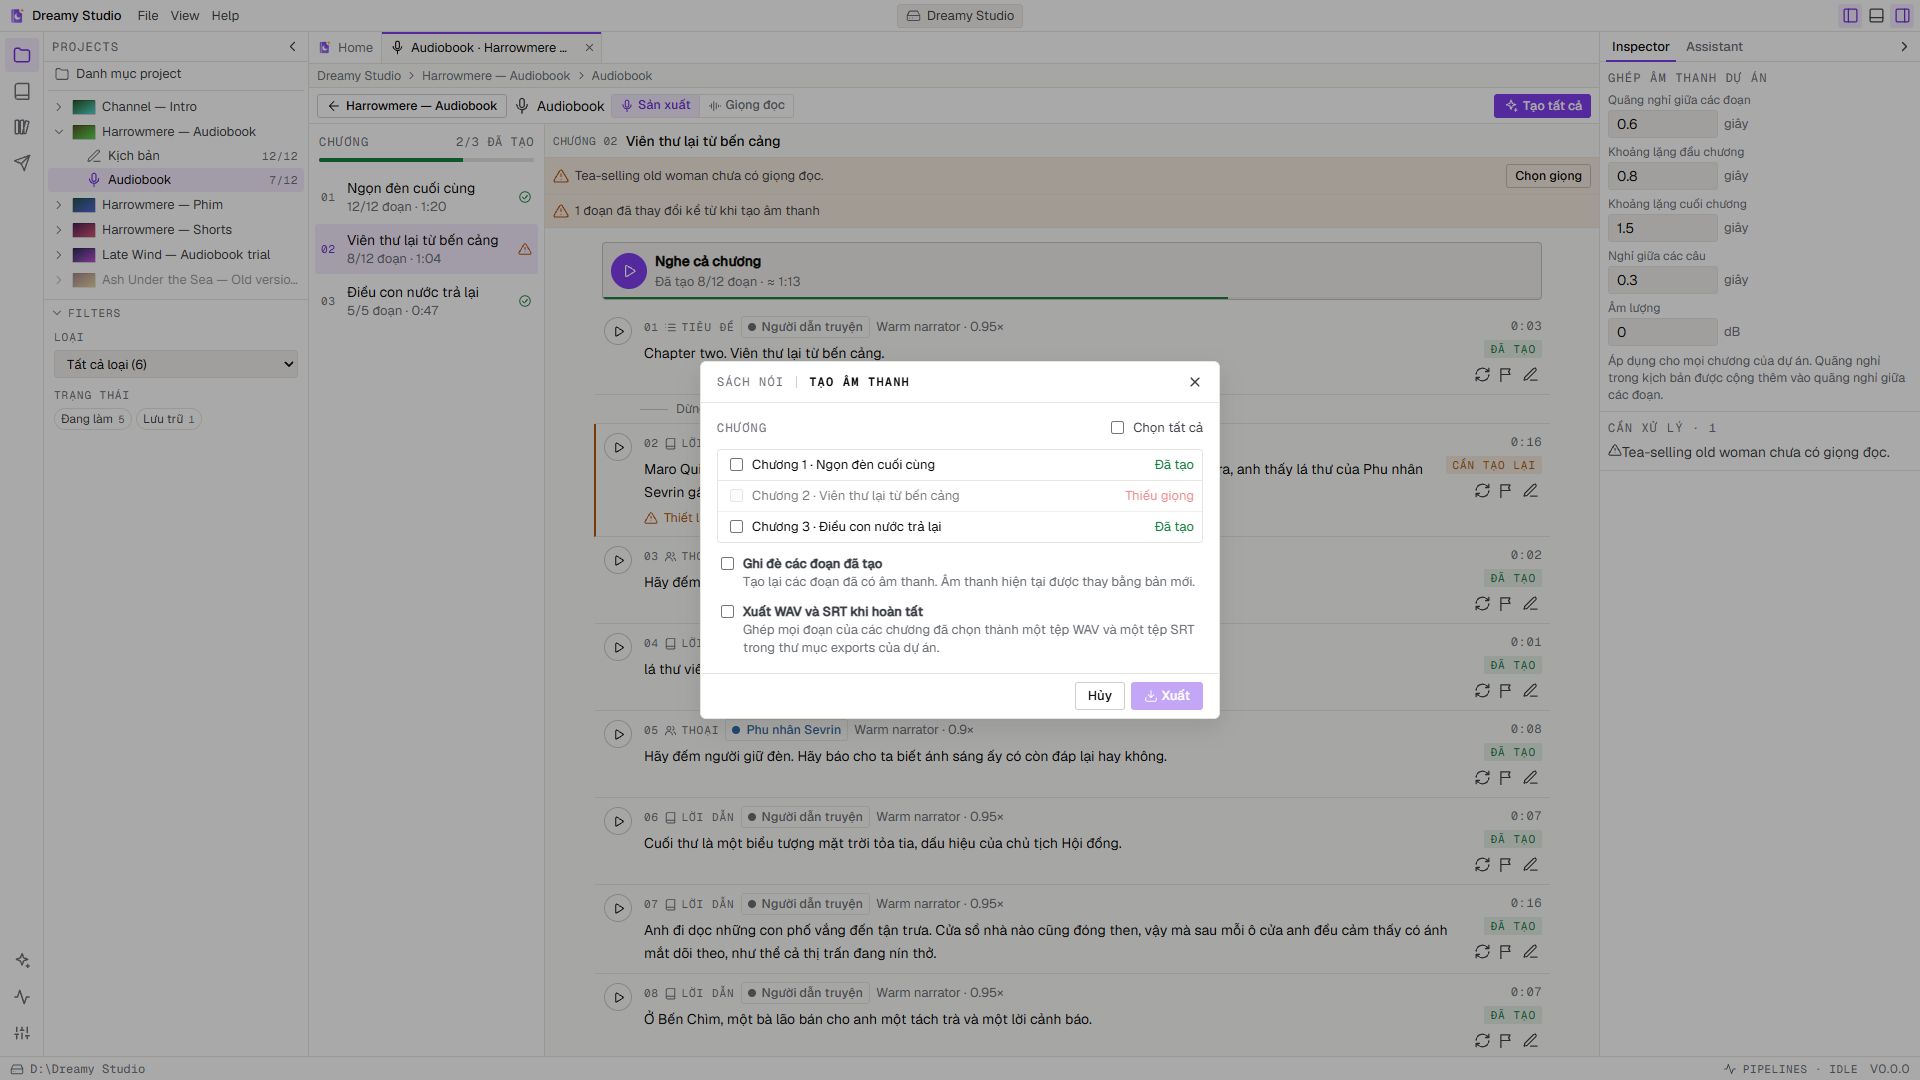 Dreamy Studio File View Help
Dreamy Studio
PROJECTS
Danh mục project
Channel — Intro
Harrowmere — Audiobook
Kịch bản 12/12
Audiobook 7/12
Harrowmere — Phim
Harrowmere — Shorts
Late Wind — Audiobook trial
Ash Under the Sea — Old versio...
FILTERS
LOẠI
Tất cả loại (6)
TRẠNG THÁI
Đang làm 5 Lưu trữ 1
Home Audiobook · Harrowmere ...
Dreamy Studio > Harrowmere — Audiobook > Audiobook
Harrowmere — Audiobook Audiobook Sản xuất Giọng đọc Tạo tất cả
CHƯƠNG 2/3 ĐÃ TẠO
01 Ngọn đèn cuối cùng
12/12 đoạn · 1:20
02 Viên thư lại từ bến cảng
8/12 đoạn · 1:04
03 Điều con nước trả lại
5/5 đoạn · 0:47
CHƯƠNG 02 Viên thư lại từ bến cảng
Tea-selling old woman chưa có giọng đọc. Chọn giọng
1 đoạn đã thay đổi kể từ khi tạo âm thanh
Nghe cả chương
Đã tạo 8/12 đoạn · ≈ 1:13
01 TIÊU ĐỀ Người dẫn truyện Warm narrator · 0.95× 0:03
Chapter two. Viên thư lại từ bến cảng. ĐÃ TẠO
Dừn
02 LỜI 0:16
Maro Qui ra, anh thấy lá thư của Phu nhân CẦN TẠO LẠI
Sevrin gá
Thiết l
03 THO 0:02
Hãy đếm ĐÃ TẠO
04 LỜI 0:01
lá thư viế ĐÃ TẠO
05 THOẠI Phu nhân Sevrin Warm narrator · 0.9× 0:08
Hãy đếm người giữ đèn. Hãy báo cho ta biết ánh sáng ấy có còn đáp lại hay không. ĐÃ TẠO
06 LỜI DẪN Người dẫn truyện Warm narrator · 0.95× 0:07
Cuối thư là một biểu tượng mặt trời tỏa tia, dấu hiệu của chủ tịch Hội đồng. ĐÃ TẠO
07 LỜI DẪN Người dẫn truyện Warm narrator · 0.95× 0:16
Anh đi dọc những con phố vắng đến tận trưa. Cửa sổ nhà nào cũng đóng then, vậy mà sau mỗi ô cửa anh đều cảm thấy có ánh ĐÃ TẠO
mắt dõi theo, như thể cả thị trấn đang nín thở.
08 LỜI DẪN Người dẫn truyện Warm narrator · 0.95× 0:07
Ở Bến Chìm, một bà lão bán cho anh một tách trà và một lời cảnh báo. ĐÃ TẠO
SÁCH NÓI | TẠO ÂM THANH
CHƯƠNG Chọn tất cả
Chương 1 · Ngọn đèn cuối cùng Đã tạo
Chương 2 · Viên thư lại từ bến cảng Thiếu giọng
Chương 3 · Điều con nước trả lại Đã tạo
Ghi đè các đoạn đã tạo
Tạo lại các đoạn đã có âm thanh. Âm thanh hiện tại được thay bằng bản mới.
Xuất WAV và SRT khi hoàn tất
Ghép mọi đoạn của các chương đã chọn thành một tệp WAV và một tệp SRT
trong thư mục exports của dự án.
Hủy Xuất
Inspector Assistant
GHÉP ÂM THANH DỰ ÁN
Quãng nghỉ giữa các đoạn
0.6 giây
Khoảng lặng đầu chương
0.8 giây
Khoảng lặng cuối chương
1.5 giây
Nghỉ giữa các câu
0.3 giây
Âm lượng
0 dB
Áp dụng cho mọi chương của dự án. Quãng nghỉ
trong kịch bản được cộng thêm vào quãng nghỉ giữa
các đoạn.
CẦN XỬ LÝ · 1
Tea-selling old woman chưa có giọng đọc.
D:\Dreamy Studio
PIPELINES · IDLE V0.0.0